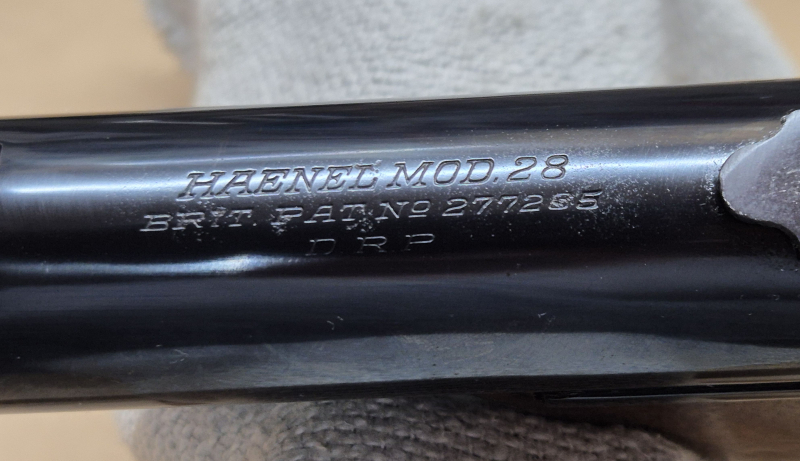 HAENEL MOD. 28
BRIT. PAT. Nº 277265
D R P